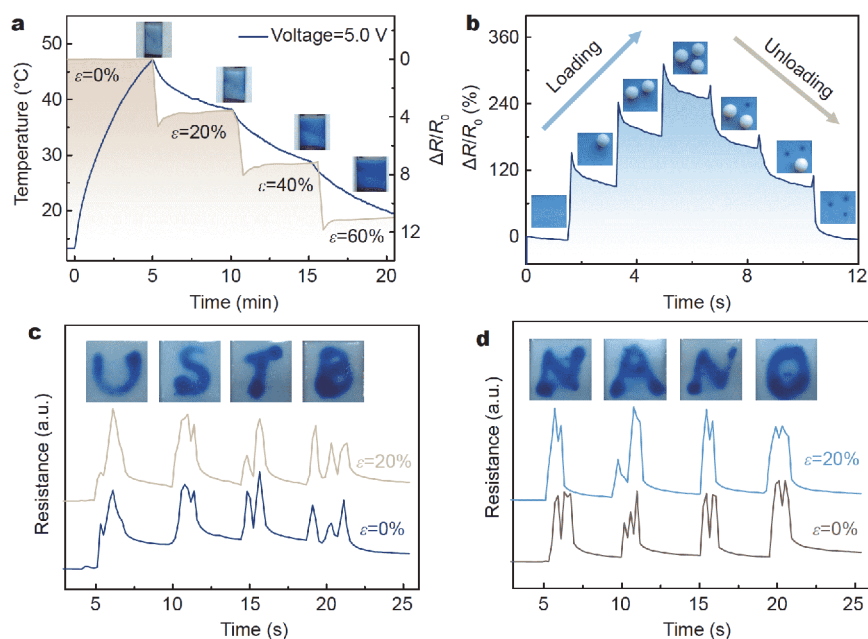 a
Voltage=5.0 V
Temperature (°C)
50
40
30
20
ε=0%
ε=20%
ε=40%
ε=60%
0
4
8
12
ΔR/R₀
0
5
10
15
20
Time (min)
b
ΔR/R₀ (%)
360
240
120
0
Loading
Unloading
0
4
8
12
Time (s)
c
U S T B
Resistance (a.u.)
ε=20%
ε=0%
5
10
15
20
25
Time (s)
d
N A N O
Resistance (a.u.)
ε=20%
ε=0%
5
10
15
20
25
Time (s)